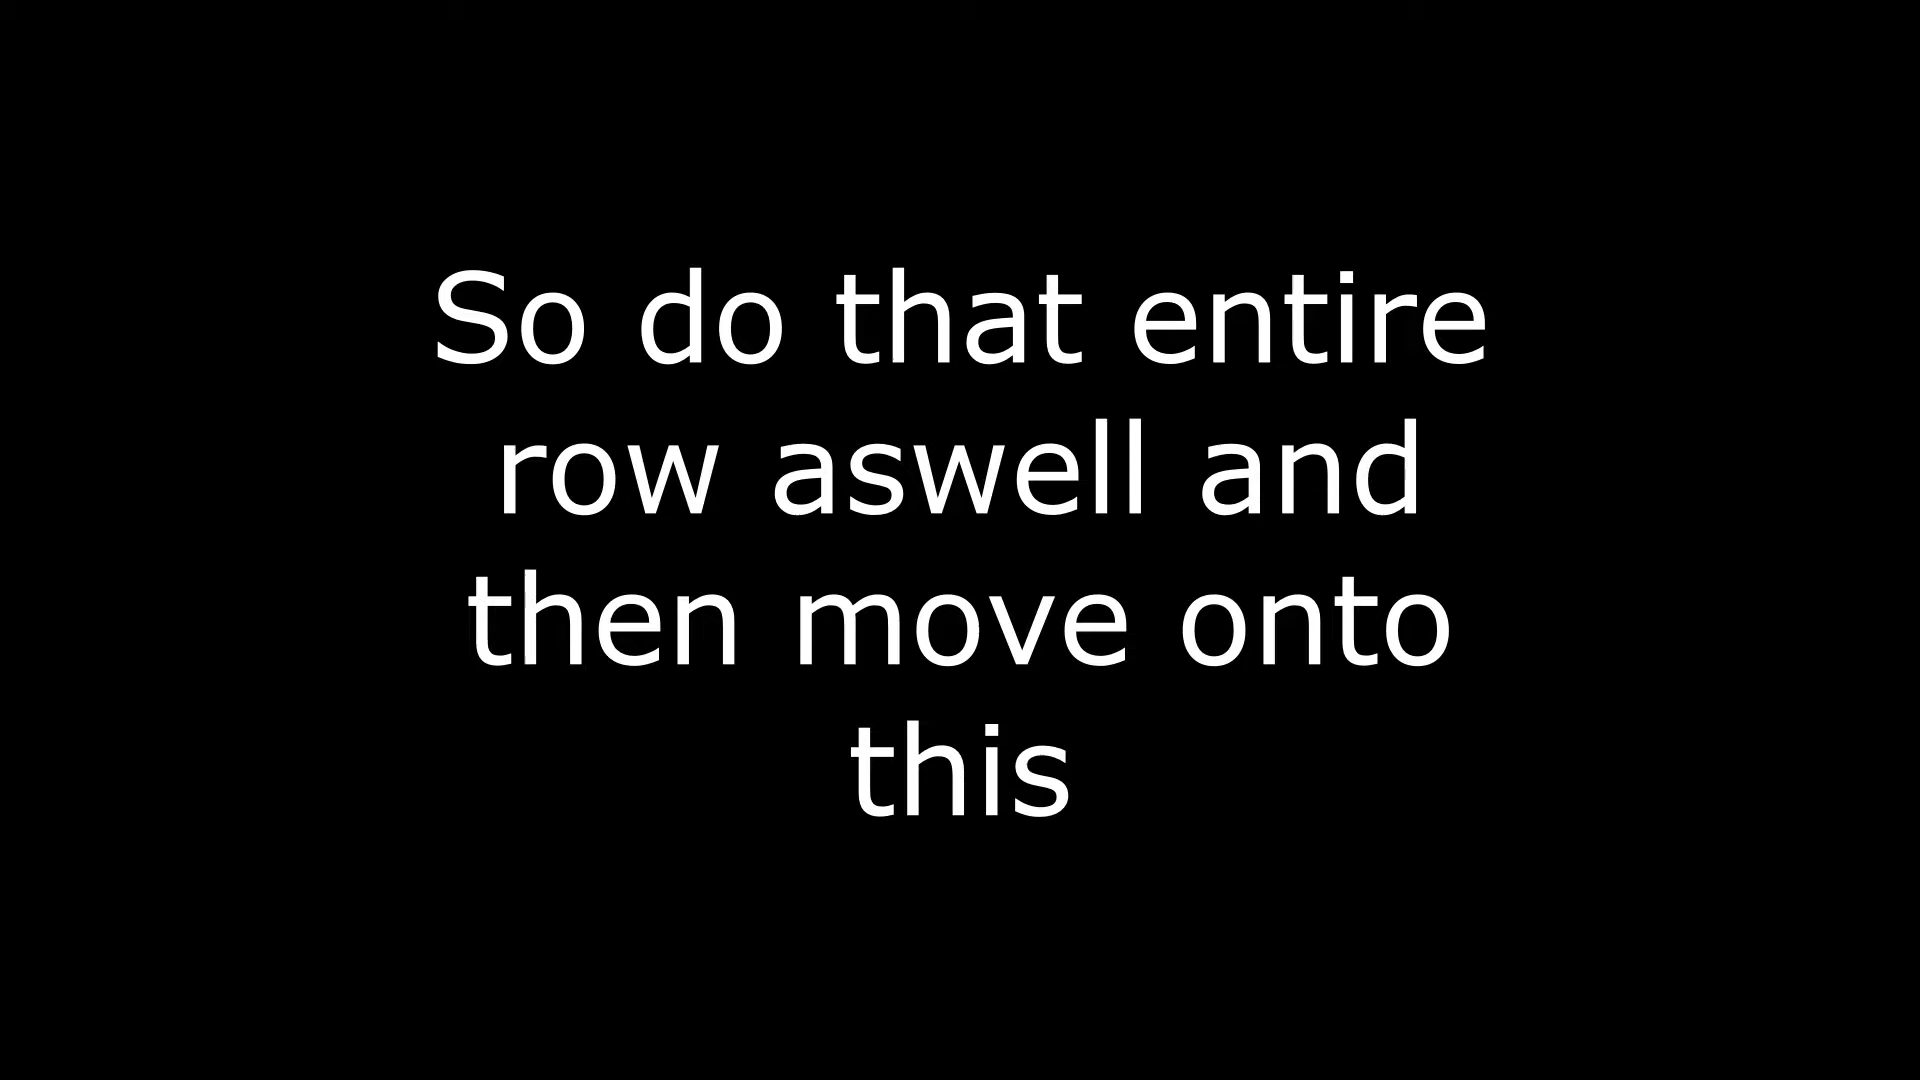 So do that entire
row aswell and
then move onto
this